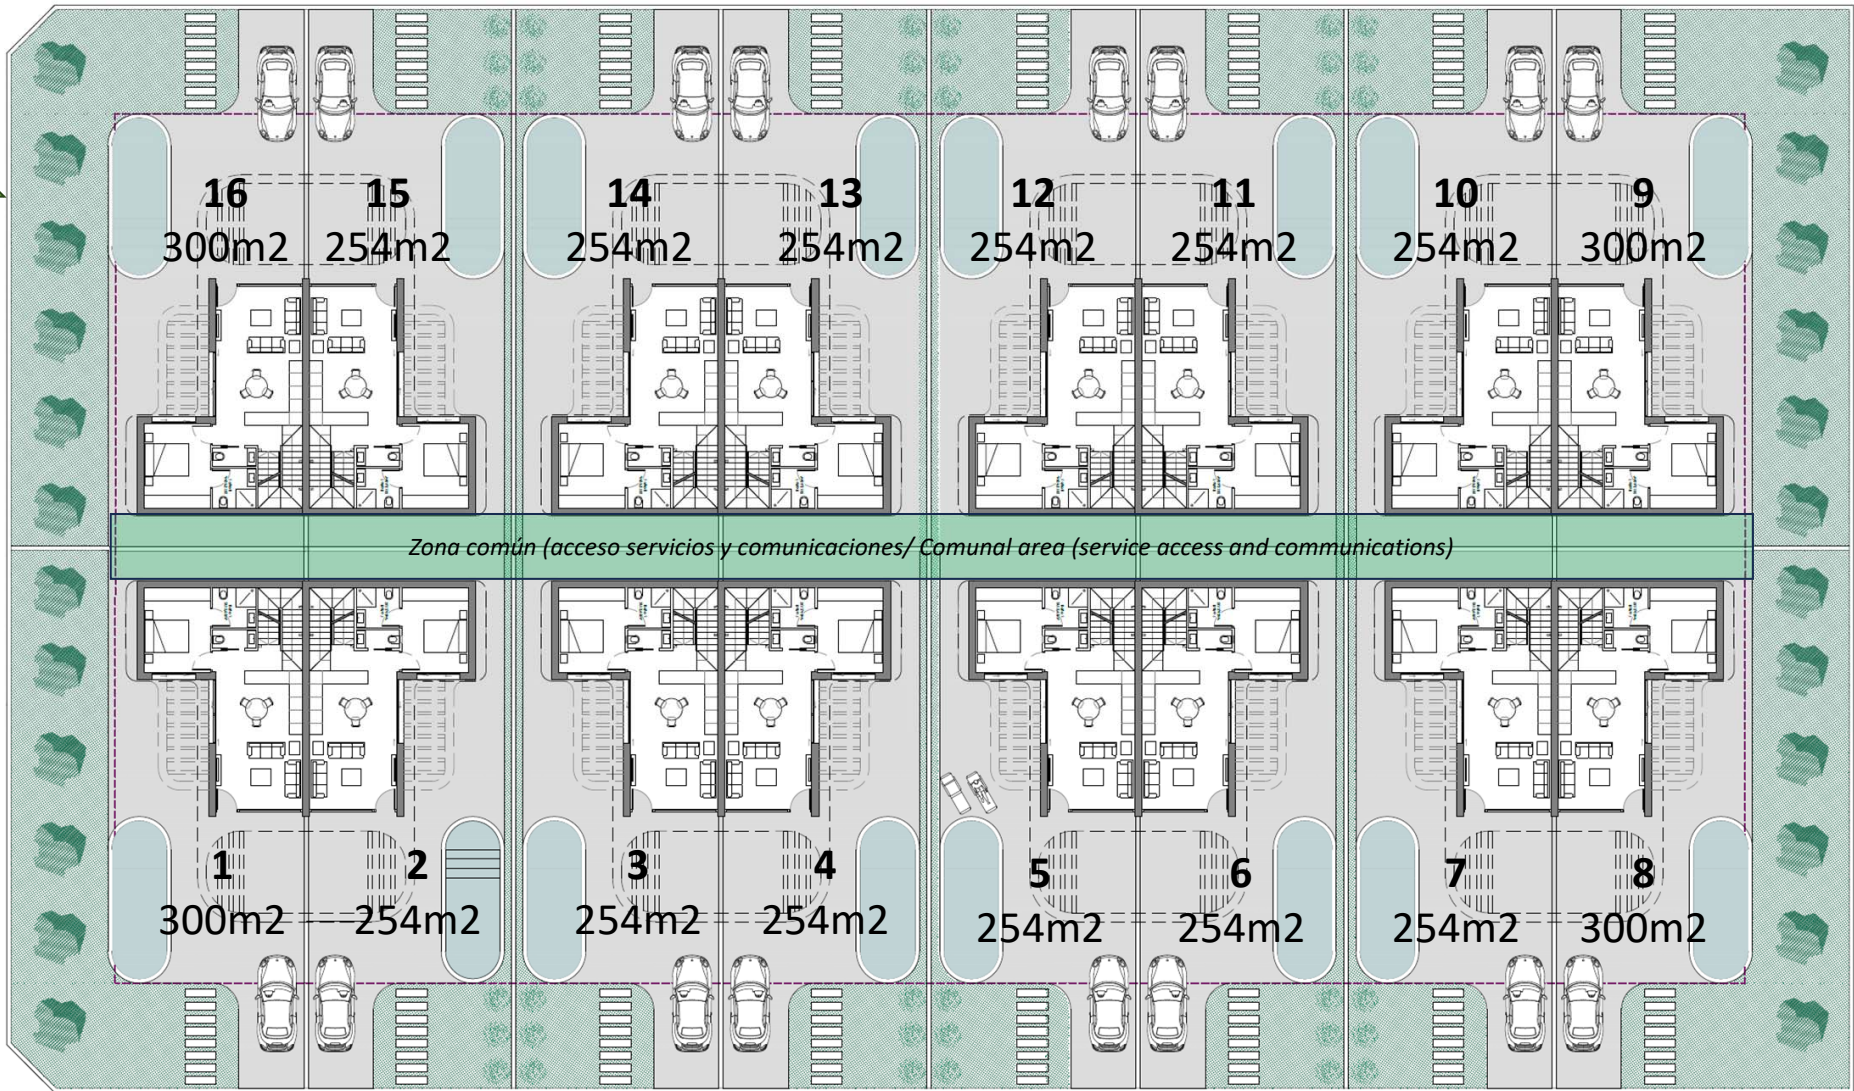 16 15 14 13 12 11 10 9
300m2 254m2 254m2 254m2 254m2 254m2 254m2 300m2
Zona común (acceso servicios y comunicaciones/ Comunal area (service access and communications)
1 2 3 4 5 6 7 8
300m2 254m2 254m2 254m2 254m2 254m2 254m2 300m2